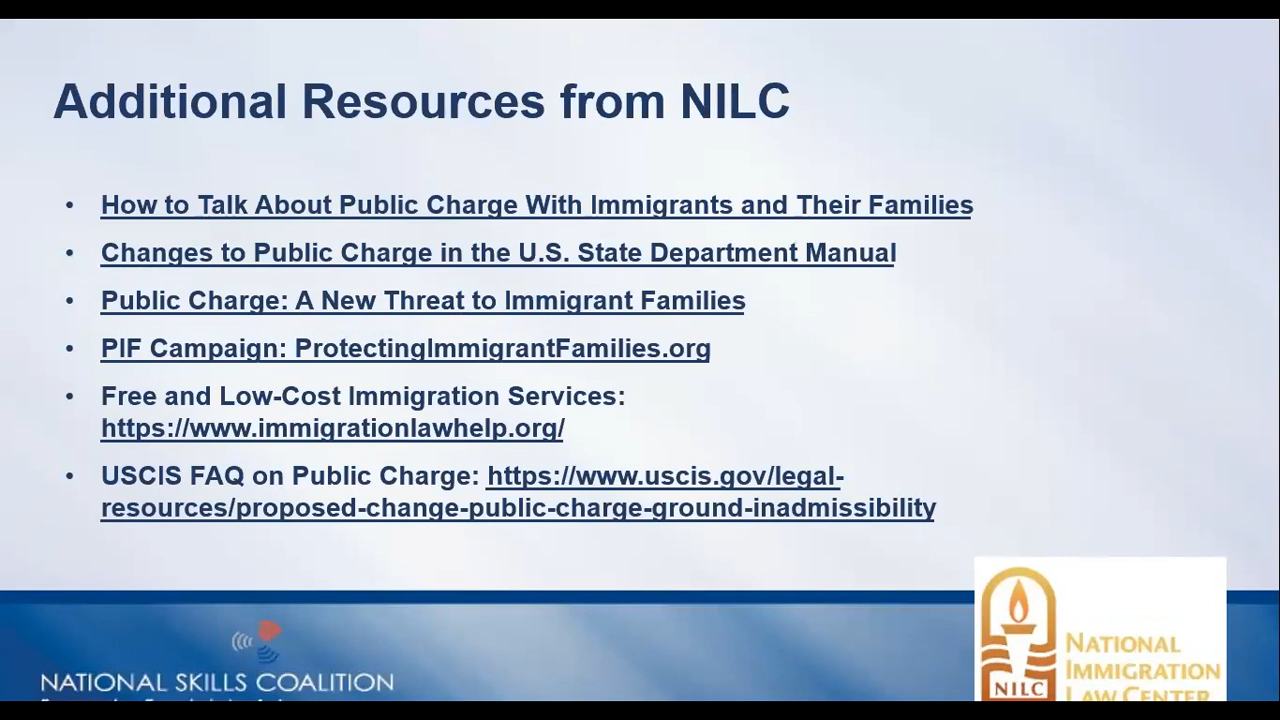 Additional Resources from NILC
• How to Talk About Public Charge With Immigrants and Their Families
• Changes to Public Charge in the U.S. State Department Manual
• Public Charge: A New Threat to Immigrant Families
• PIF Campaign: ProtectingImmigrantFamilies.org
• Free and Low-Cost Immigration Services:
https://www.immigrationlawhelp.org/
• USCIS FAQ on Public Charge: https://www.uscis.gov/legal-
resources/proposed-change-public-charge-ground-inadmissibility
NATIONAL SKILLS COALITION
NILC
NATIONAL
IMMIGRATION
LAW CENTER